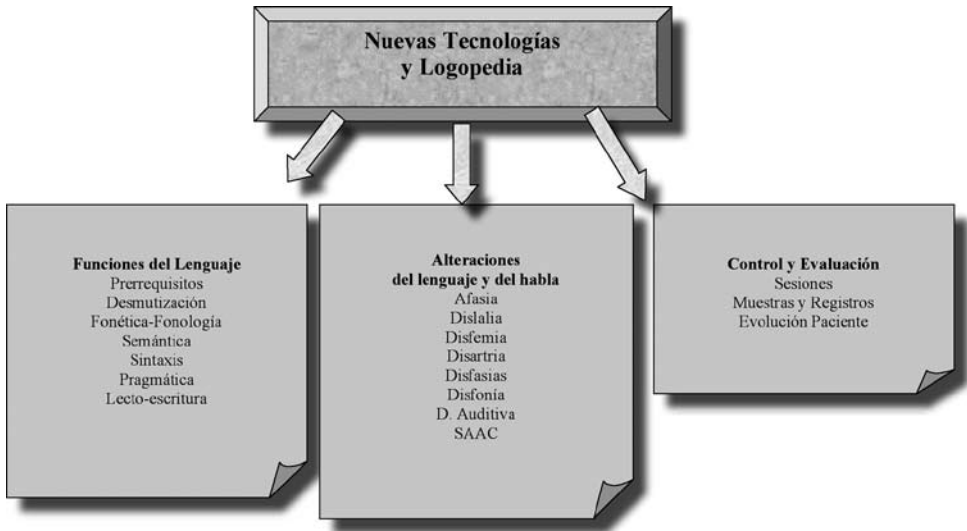 Nuevas Tecnologías
y Logopedia
Funciones del Lenguaje
Prerrequisitos
Desmutización
Fonética-Fonología
Semántica
Sintaxis
Pragmática
Lecto-escritura
Alteraciones
del lenguaje y del habla
Afasia
Dislalia
Disfemia
Disartria
Disfasias
Disfonía
D. Auditiva
SAAC
Control y Evaluación
Sesiones
Muestras y Registros
Evolución Paciente